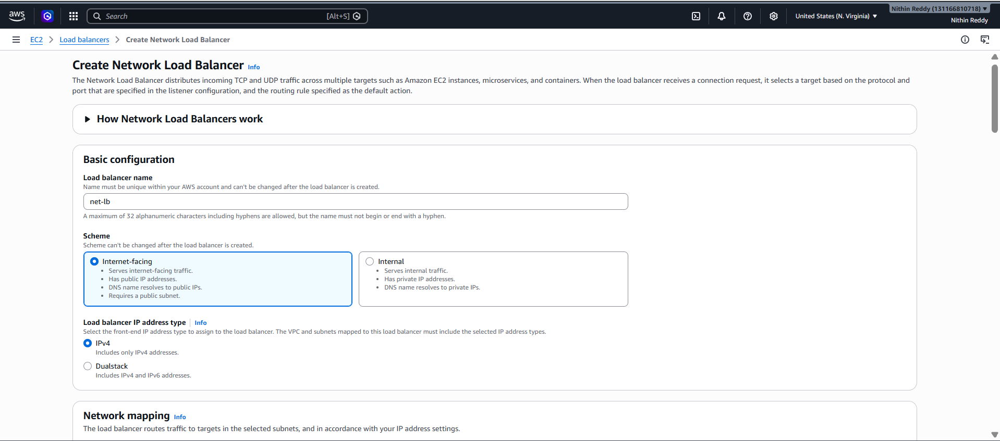 aws
Search
[Alt+S]
United States (N. Virginia)
Nithin Reddy (131166810718)
Nithin Reddy
EC2
Load balancers
Create Network Load Balancer
Create Network Load Balancer Info
The Network Load Balancer distributes incoming TCP and UDP traffic across multiple targets such as Amazon EC2 instances, microservices, and containers. When the load balancer receives a connection request, it selects a target based on the protocol and
port that are specified in the listener configuration, and the routing rule specified as the default action.
How Network Load Balancers work
Basic configuration
Load balancer name
Name must be unique within your AWS account and can't be changed after the load balancer is created.
net-lb
A maximum of 32 alphanumeric characters including hyphens are allowed, but the name must not begin or end with a hyphen.
Scheme
Scheme can't be changed after the load balancer is created.
Internet-facing
• Serves internet-facing traffic.
• Has public IP addresses.
• DNS name resolves to public IPs.
• Requires a public subnet.
Internal
• Serves internal traffic.
• Has private IP addresses.
• DNS name resolves to private IPs.
Load balancer IP address type Info
Select the front-end IP address type to assign to the load balancer. The VPC and subnets mapped to this load balancer must include the selected IP address types.
IPv4
Includes only IPv4 addresses.
Dualstack
Includes IPv4 and IPv6 addresses.
Network mapping Info
The load balancer routes traffic to targets in the selected subnets, and in accordance with your IP address settings.